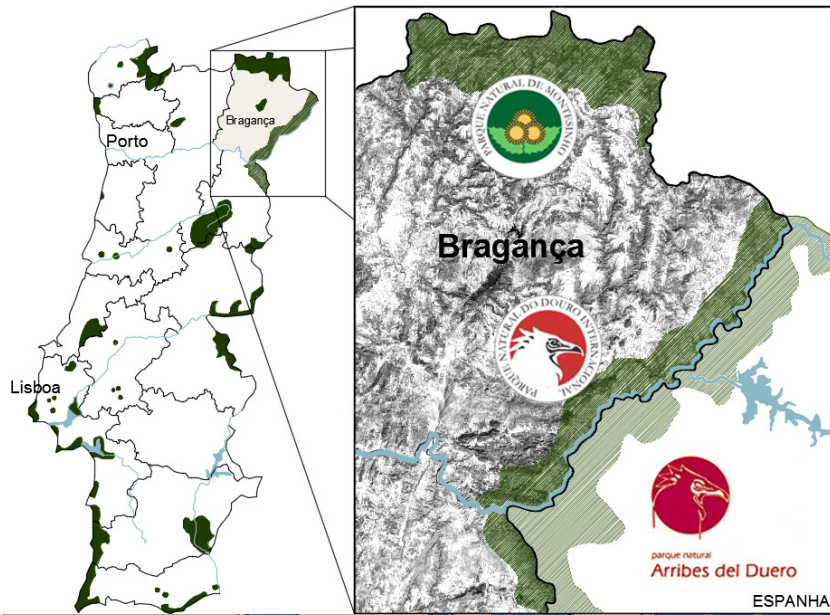 Porto
Bragança
Lisboa
PARQUE NATURAL DE MONTESINHO
Bragança
PARQUE NATURAL DO DOURO INTERNACIONAL
parque natural
Arribes del Duero
ESPANHA